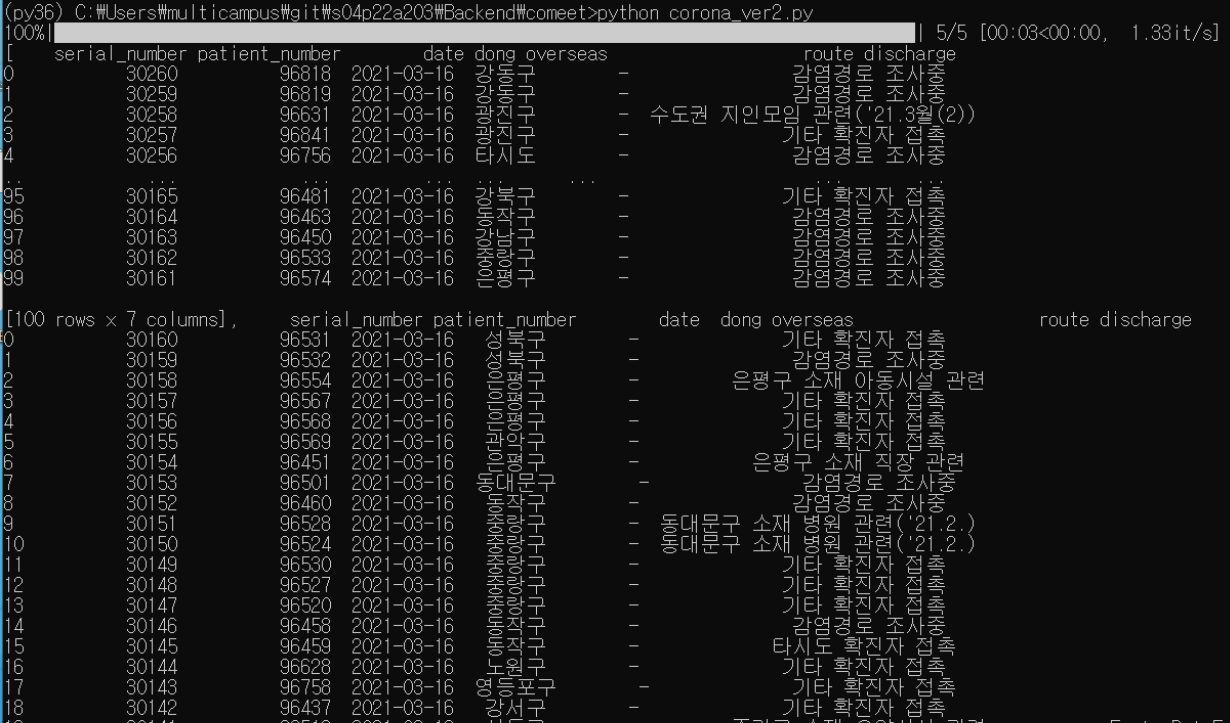 (py36) C:₩Users₩multicampus₩git₩s04p22a203₩Backend₩comeet>python corona_ver2.py
100%| | 5/5 [00:03<00:00, 1.33it/s]
[ serial_number patient_number date dong overseas route discharge
0 30260 96818 2021-03-16 강동구 - 감염경로 조사중
1 30259 96819 2021-03-16 강동구 - 감염경로 조사중
2 30258 96631 2021-03-16 광진구 - 수도권 지인모임 관련('21.3월(2))
3 30257 96841 2021-03-16 광진구 - 기타 확진자 접촉
4 30256 96756 2021-03-16 타시도 - 감염경로 조사중
.. ... ... ... ... ... ... ...
95 30165 96481 2021-03-16 강북구 - 기타 확진자 접촉
96 30164 96463 2021-03-16 동작구 - 감염경로 조사중
97 30163 96450 2021-03-16 강남구 - 감염경로 조사중
98 30162 96533 2021-03-16 중랑구 - 감염경로 조사중
99 30161 96574 2021-03-16 은평구 - 감염경로 조사중
[100 rows x 7 columns], serial_number patient_number date dong overseas route discharge
0 30160 96531 2021-03-16 성북구 - 기타 확진자 접촉
1 30159 96532 2021-03-16 성북구 - 감염경로 조사중
2 30158 96554 2021-03-16 은평구 - 은평구 소재 아동시설 관련
3 30157 96567 2021-03-16 은평구 - 기타 확진자 접촉
4 30156 96568 2021-03-16 은평구 - 기타 확진자 접촉
5 30155 96569 2021-03-16 관악구 - 기타 확진자 접촉
6 30154 96451 2021-03-16 은평구 - 은평구 소재 직장 관련
7 30153 96501 2021-03-16 동대문구 - 감염경로 조사중
8 30152 96460 2021-03-16 동작구 - 감염경로 조사중
9 30151 96528 2021-03-16 중랑구 - 동대문구 소재 병원 관련('21.2.)
10 30150 96524 2021-03-16 중랑구 - 동대문구 소재 병원 관련('21.2.)
11 30149 96530 2021-03-16 중랑구 - 기타 확진자 접촉
12 30148 96527 2021-03-16 중랑구 - 기타 확진자 접촉
13 30147 96520 2021-03-16 중랑구 - 기타 확진자 접촉
14 30146 96458 2021-03-16 동작구 - 감염경로 조사중
15 30145 96459 2021-03-16 동작구 - 타시도 확진자 접촉
16 30144 96628 2021-03-16 노원구 - 기타 확진자 접촉
17 30143 96758 2021-03-16 영등포구 - 기타 확진자 접촉
18 30142 96437 2021-03-16 강서구 - 기타 확진자 접촉